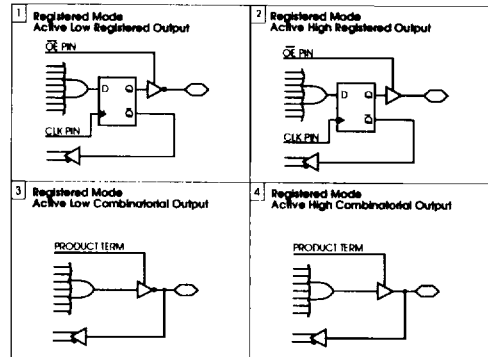 1
Registered Mode
Active Low Registered Output
OE PIN
D
Q
Q
CLK PIN
2
Registered Mode
Active High Registered Output
OE PIN
D
Q
Q
CLK PIN
3
Registered Mode
Active Low Combinatorial Output
PRODUCT TERM
4
Registered Mode
Active High Combinatorial Output
PRODUCT TERM